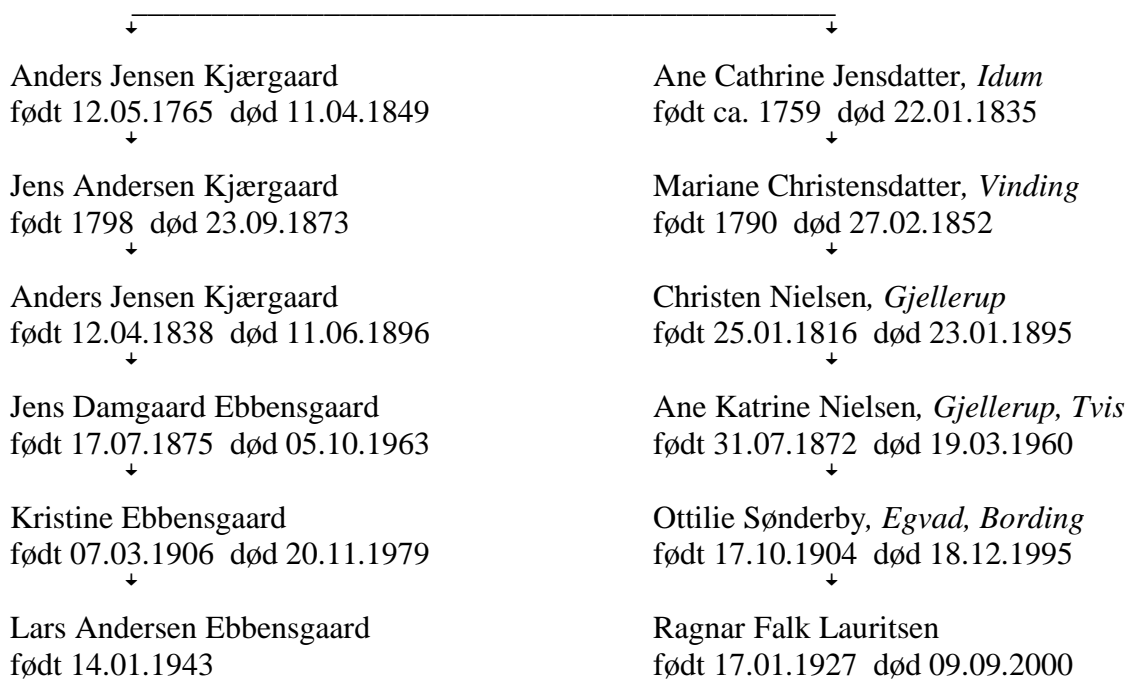 Anders Jensen Kjærgaard
født 12.05.1765 død 11.04.1849
Ane Cathrine Jensdatter, Idum
født ca. 1759 død 22.01.1835
Jens Andersen Kjærgaard
født 1798 død 23.09.1873
Mariane Christensdatter, Vinding
født 1790 død 27.02.1852
Anders Jensen Kjærgaard
født 12.04.1838 død 11.06.1896
Christen Nielsen, Gjellerup
født 25.01.1816 død 23.01.1895
Jens Damgaard Ebbensgaard
født 17.07.1875 død 05.10.1963
Ane Katrine Nielsen, Gjellerup, Tvis
født 31.07.1872 død 19.03.1960
Kristine Ebbensgaard
født 07.03.1906 død 20.11.1979
Ottilie Sønderby, Egvad, Bording
født 17.10.1904 død 18.12.1995
Lars Andersen Ebbensgaard
født 14.01.1943
Ragnar Falk Lauritsen
født 17.01.1927 død 09.09.2000